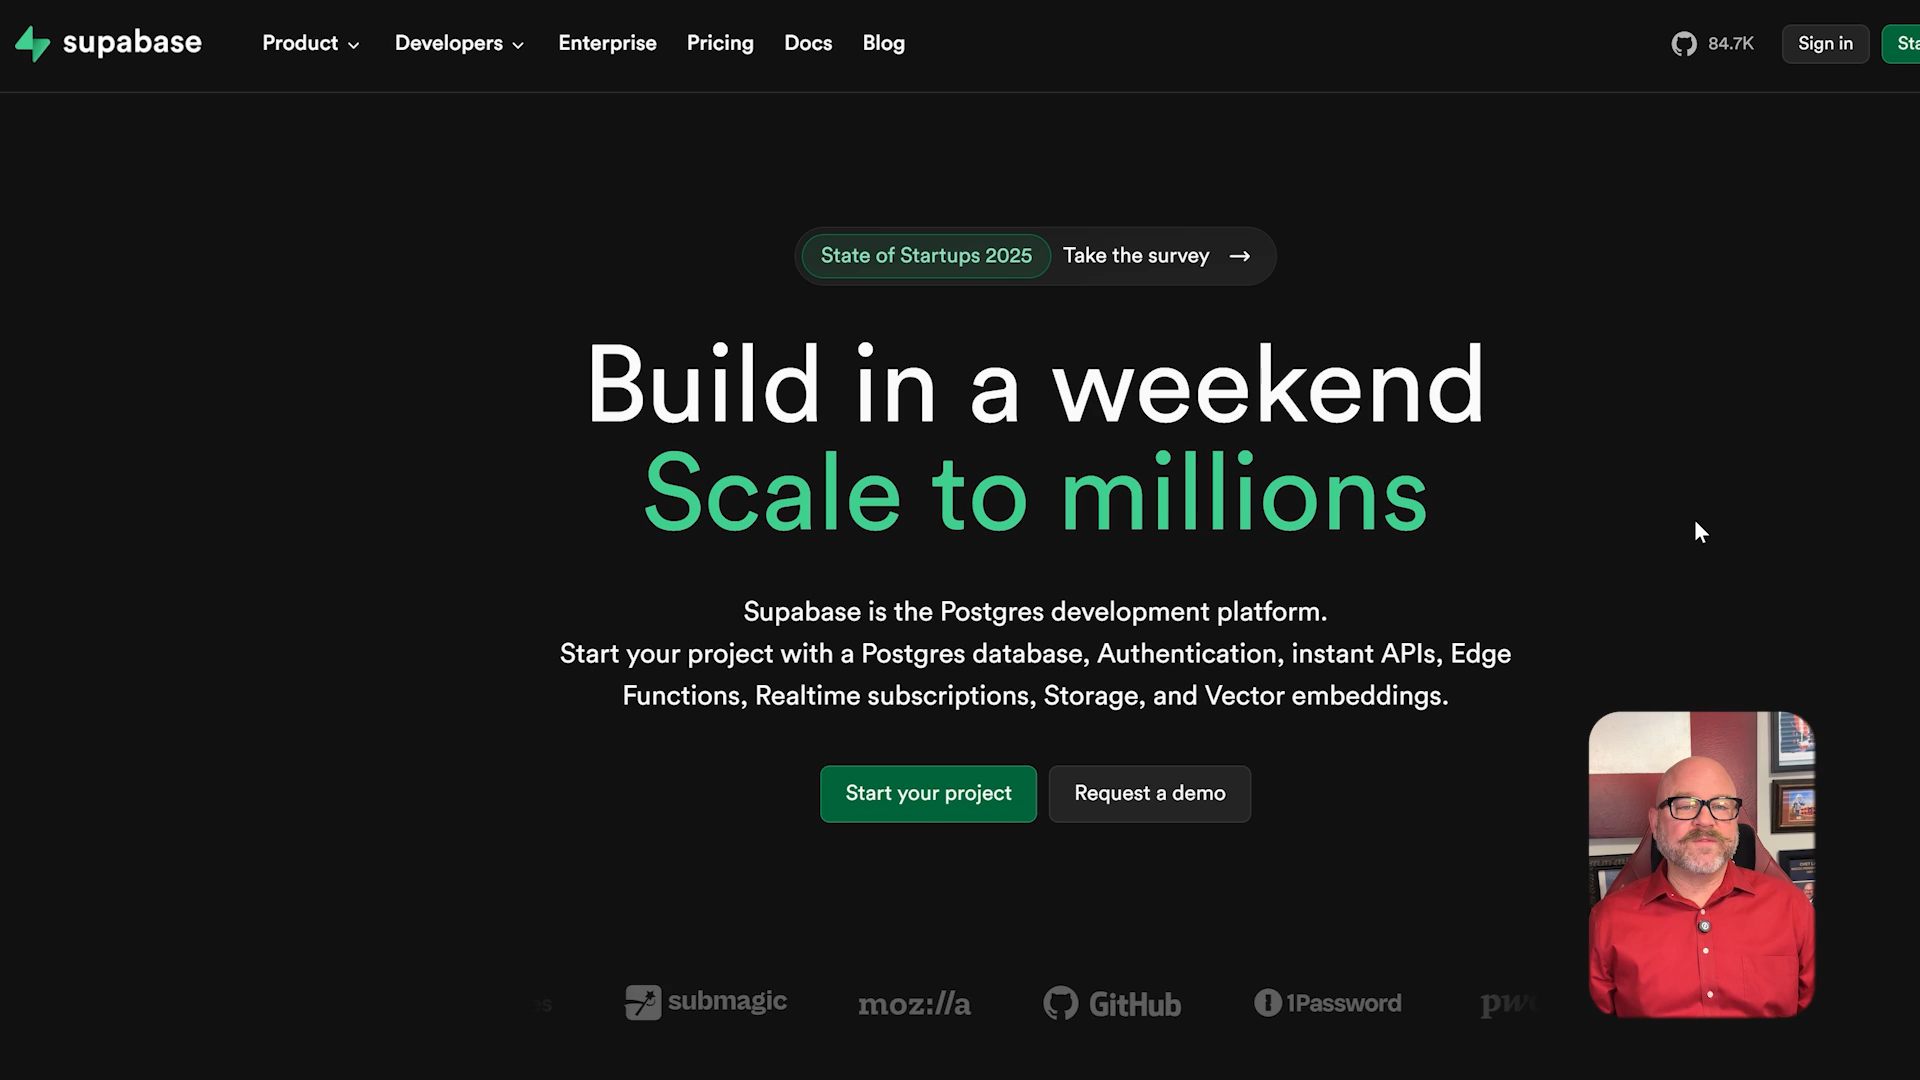 supabase Product Developers Enterprise Pricing Docs Blog 84.7K Sign in
State of Startups 2025 Take the survey →
Build in a weekend
Scale to millions
Supabase is the Postgres development platform.
Start your project with a Postgres database, Authentication, instant APIs, Edge
Functions, Realtime subscriptions, Storage, and Vector embeddings.
Start your project Request a demo
submagic moz://a GitHub 1Password